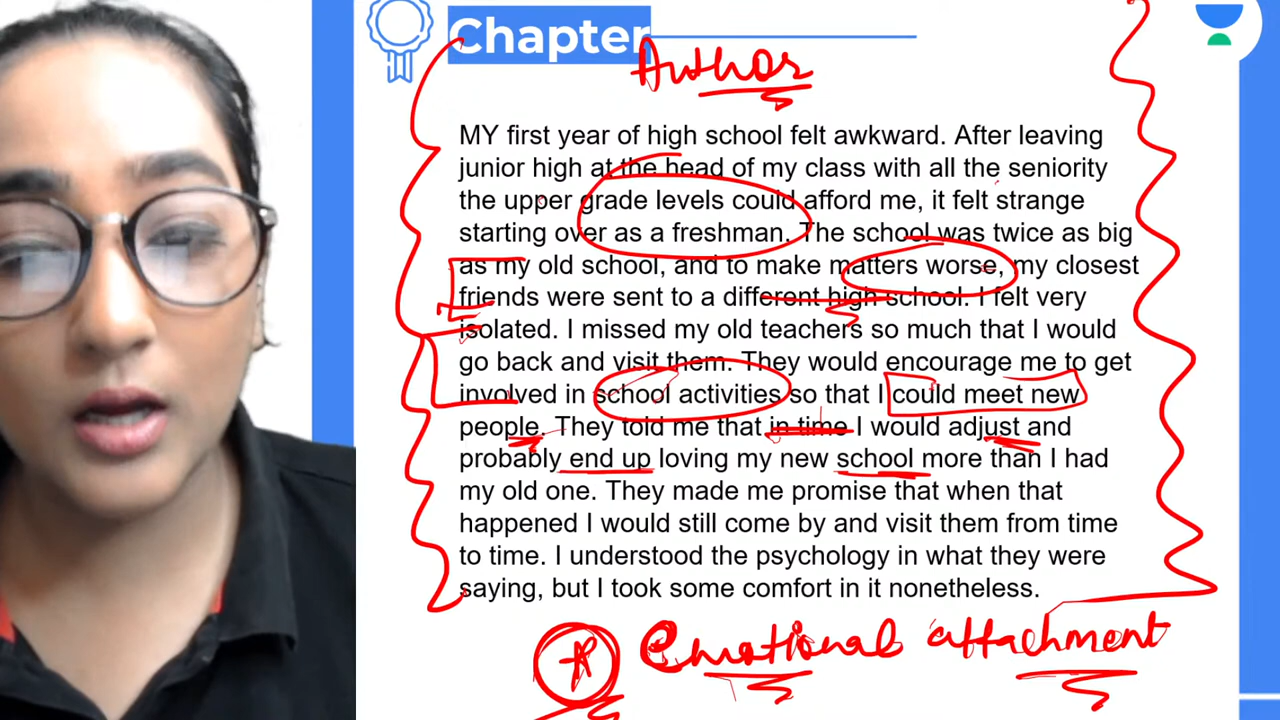 Chapter
Author
MY first year of high school felt awkward. After leaving
junior high at the head of my class with all the seniority
the upper grade levels could afford me, it felt strange
starting over as a freshman. The school was twice as big
as my old school, and to make matters worse, my closest
friends were sent to a different high school. I felt very
isolated. I missed my old teachers so much that I would
go back and visit them. They would encourage me to get
involved in school activities so that I could meet new
people. They told me that in time I would adjust and
probably end up loving my new school more than I had
my old one. They made me promise that when that
happened I would still come by and visit them from time
to time. I understood the psychology in what they were
saying, but I took some comfort in it nonetheless.
Emotional attachment